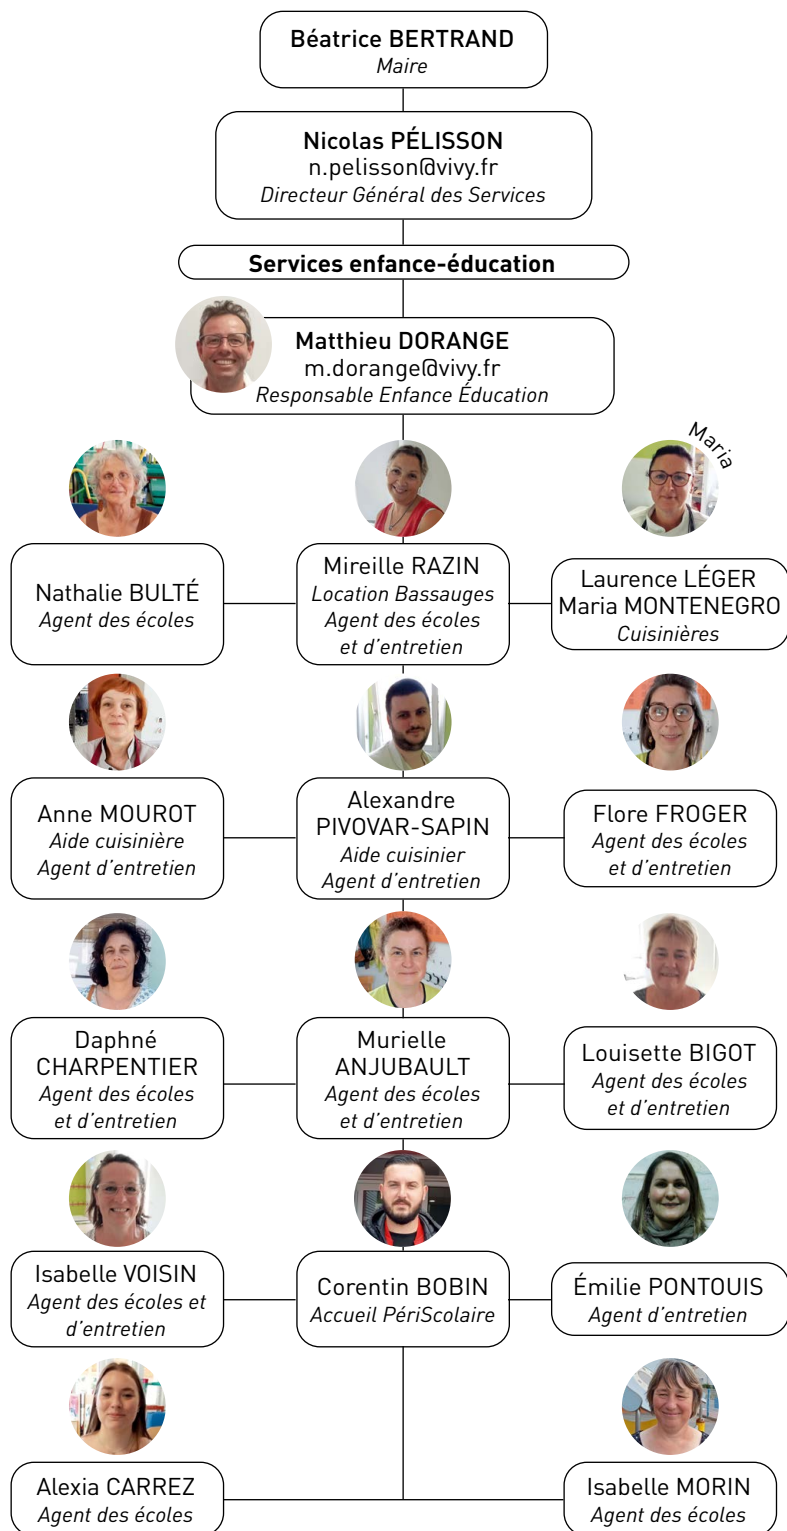 Béatrice BERTRAND
Maire
Nicolas PÉLISSON
n.pelisson@vivy.fr
Directeur Général des Services
Services enfance-éducation
Matthieu DORANGE
m.dorange@vivy.fr
Responsable Enfance Éducation
Maria
Nathalie BULTÉ
Agent des écoles
Mireille RAZIN
Location Bassauges
Agent des écoles
et d'entretien
Laurence LÉGER
Maria MONTENEGRO
Cuisinières
Anne MOUROT
Aide cuisinière
Agent d'entretien
Alexandre
PIVOVAR-SAPIN
Aide cuisinier
Agent d'entretien
Flore FROGER
Agent des écoles
et d'entretien
Daphné
CHARPENTIER
Agent des écoles
et d'entretien
Murielle
ANJUBAULT
Agent des écoles
et d'entretien
Louisette BIGOT
Agent des écoles
et d'entretien
Isabelle VOISIN
Agent des écoles et
d'entretien
Corentin BOBIN
Accueil PériScolaire
Émilie PONTOUIS
Agent d'entretien
Alexia CARREZ
Agent des écoles
Isabelle MORIN
Agent des écoles